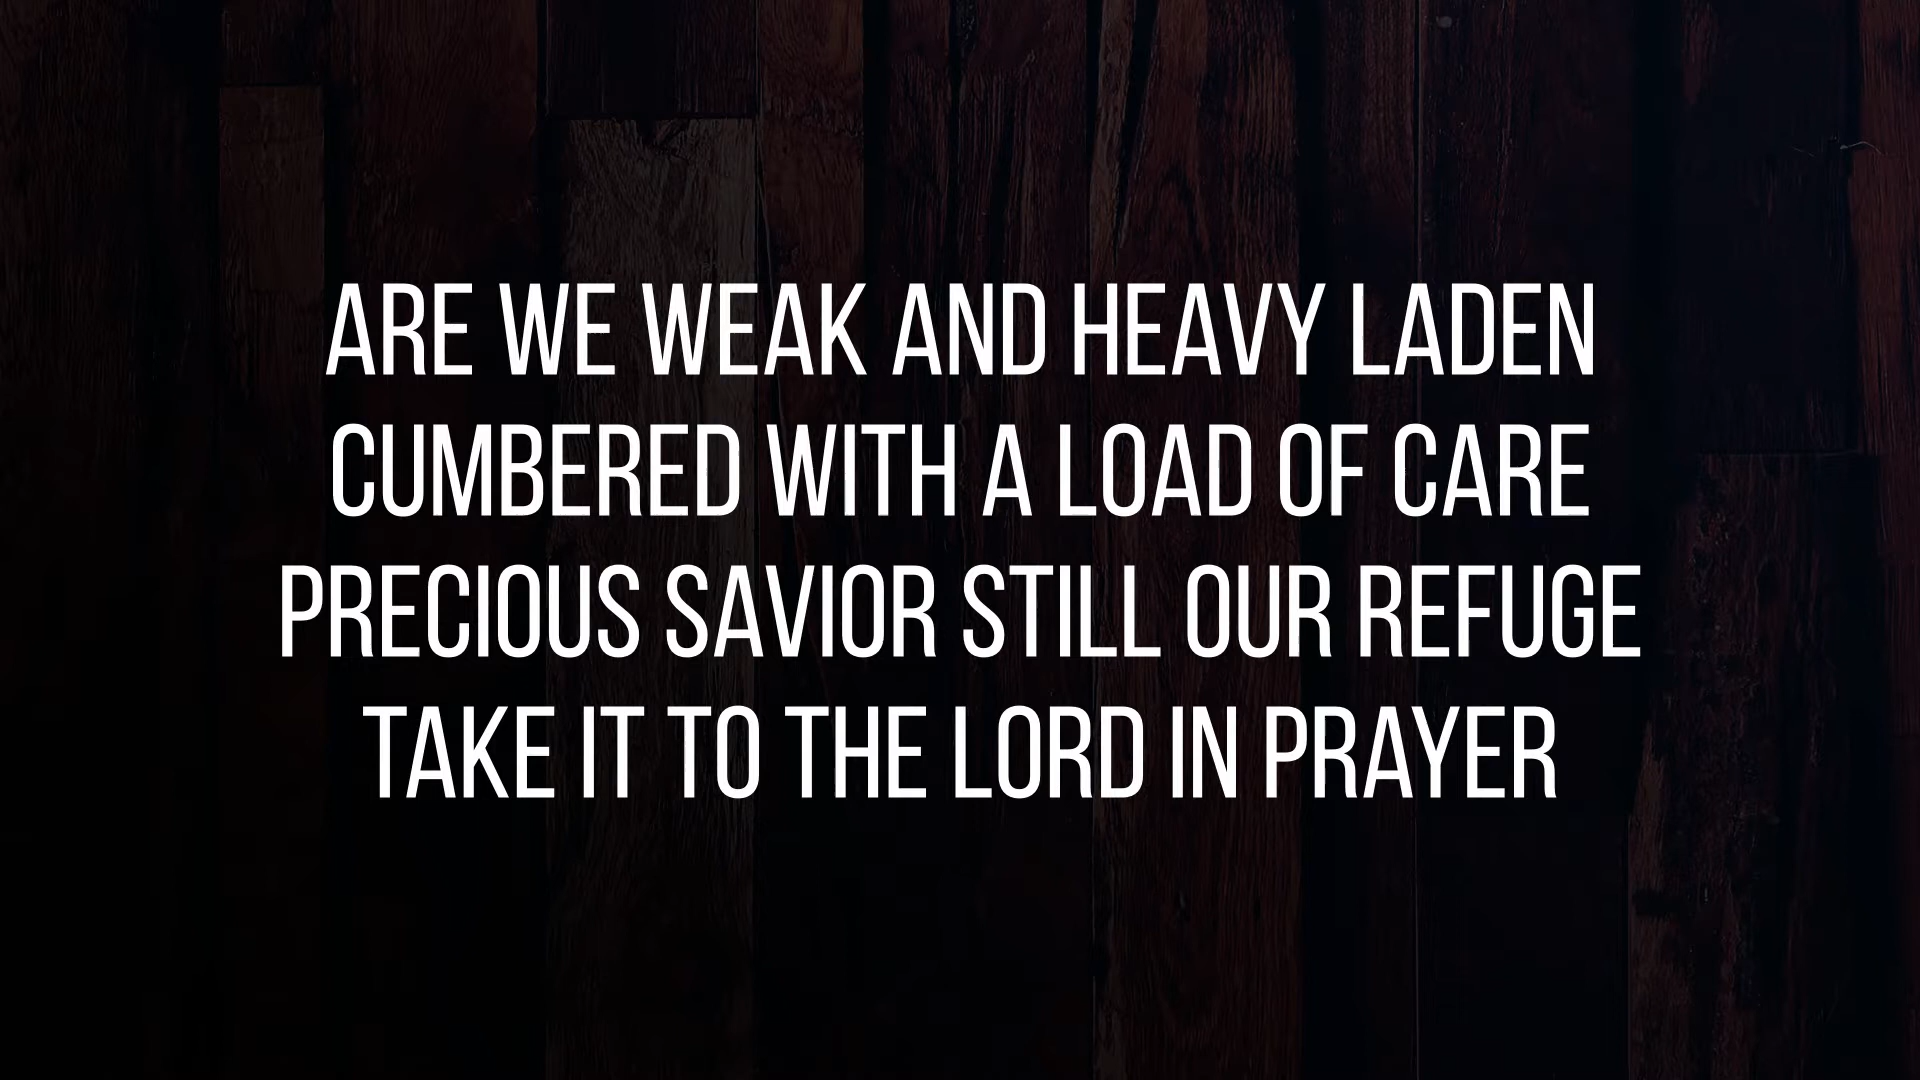 ARE WE WEAK AND HEAVY LADEN
CUMBERED WITH A LOAD OF CARE
PRECIOUS SAVIOR STILL OUR REFUGE
TAKE IT TO THE LORD IN PRAYER